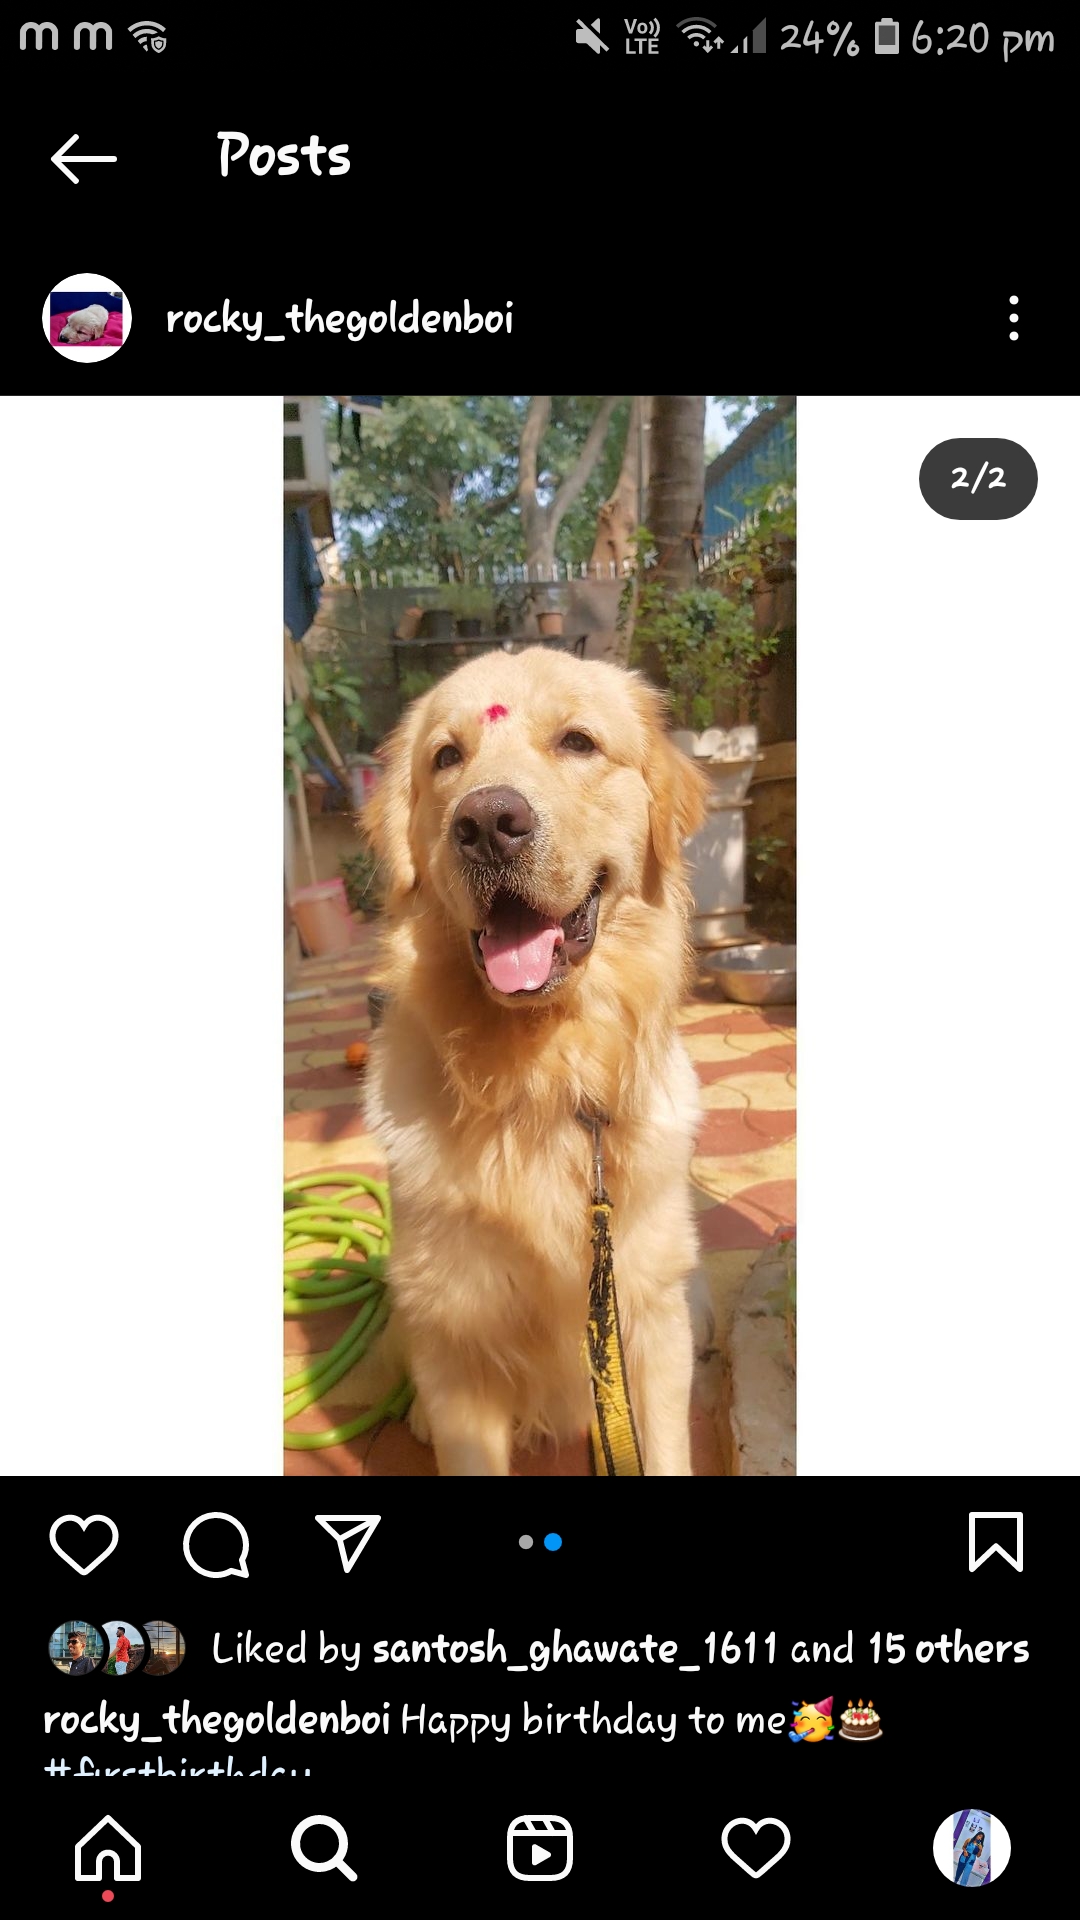 m m Vo)) LTE 24% 6:20 pm
Posts
rocky_thegoldenboi
2/2
Liked by santosh_ghawate_1611 and 15 others
rocky_thegoldenboi Happy birthday to me🥳🎂
#firstbirthday